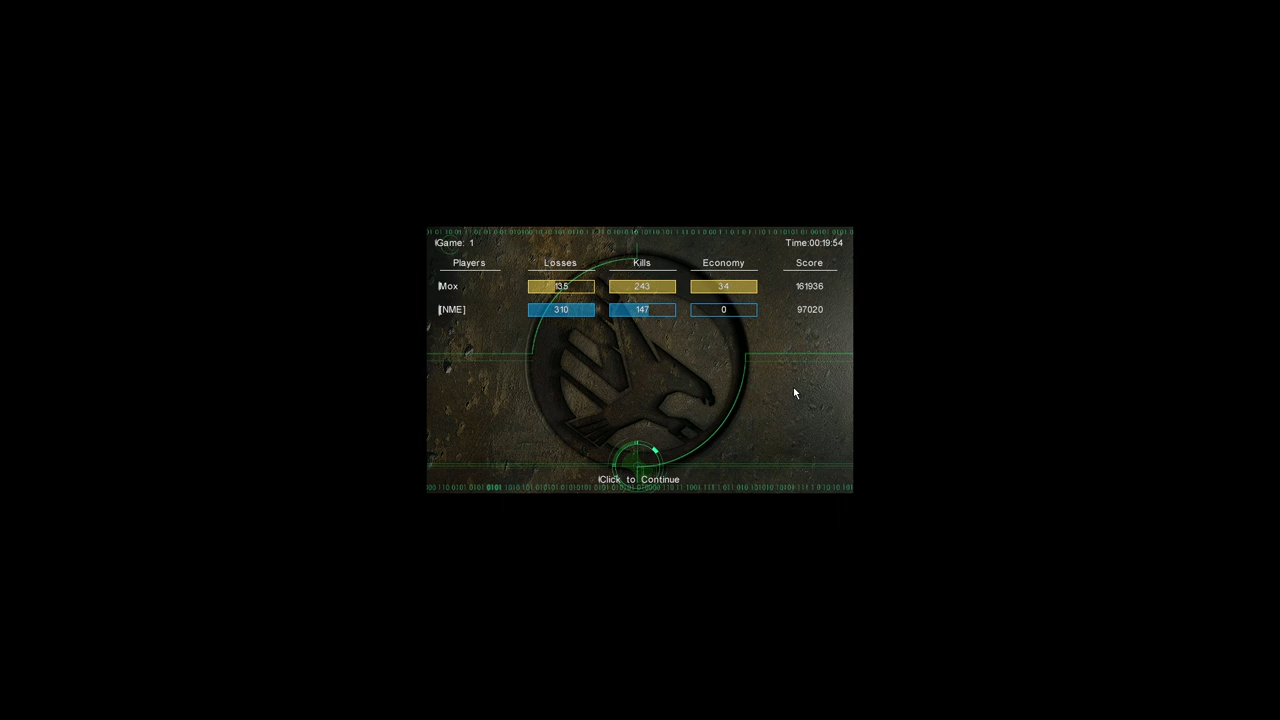 Game: 1 Time:00:19:54
Players Losses Kills Economy Score
Mox 135 243 34 161936
[NME] 310 147 0 97020
Click to Continue